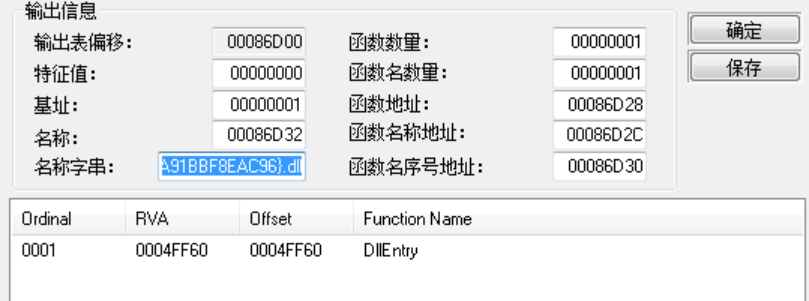 输出信息
输出表偏移: 00086D00 函数数量: 00000001 确定
特征值: 00000000 函数名数量: 00000001 保存
基址: 00000001 函数地址: 00086D28
名称: 00086D32 函数名称地址: 00086D2C
名称字串: A91BBF8EAC96}.dll 函数名序号地址: 00086D30
Ordinal RVA Offset Function Name
0001 0004FF60 0004FF60 DllEntry